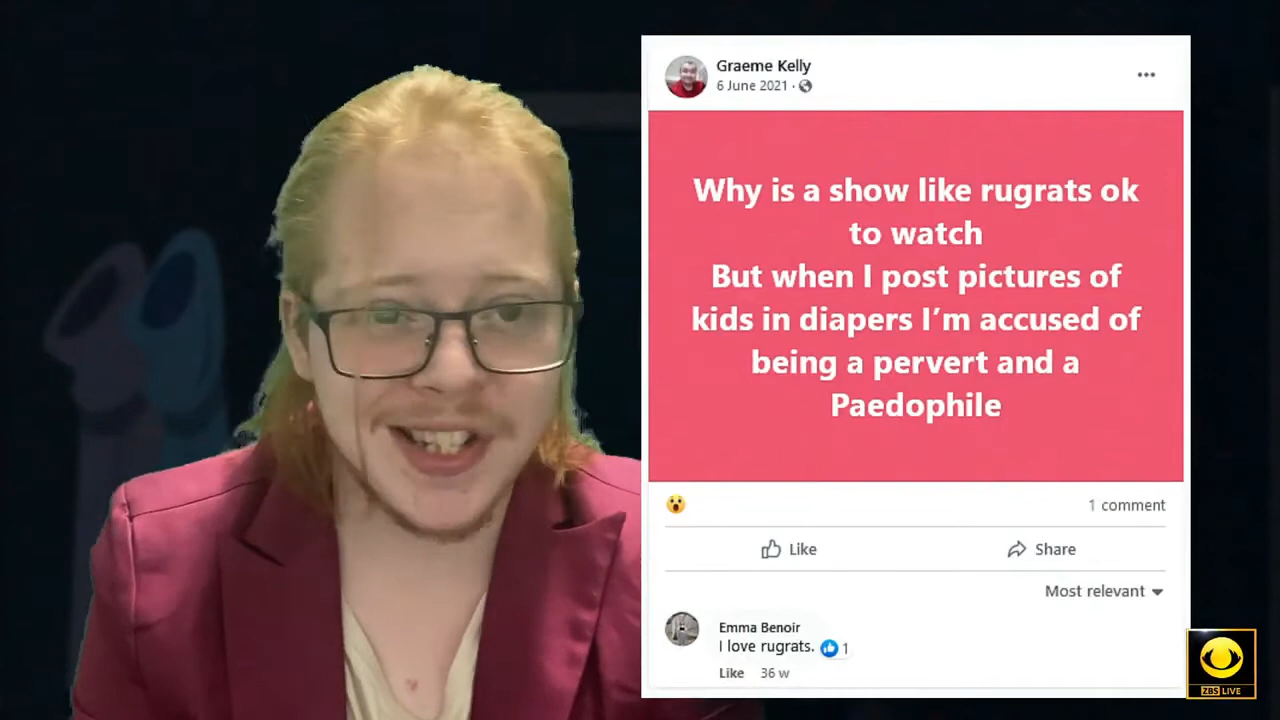 Graeme Kelly
6 June 2021 ·
Why is a show like rugrats ok
to watch
But when I post pictures of
kids in diapers I'm accused of
being a pervert and a
Paedophile
1 comment
Like
Share
Most relevant
Emma Benoir
I love rugrats.
1
Like 36 w
ZBS LIVE